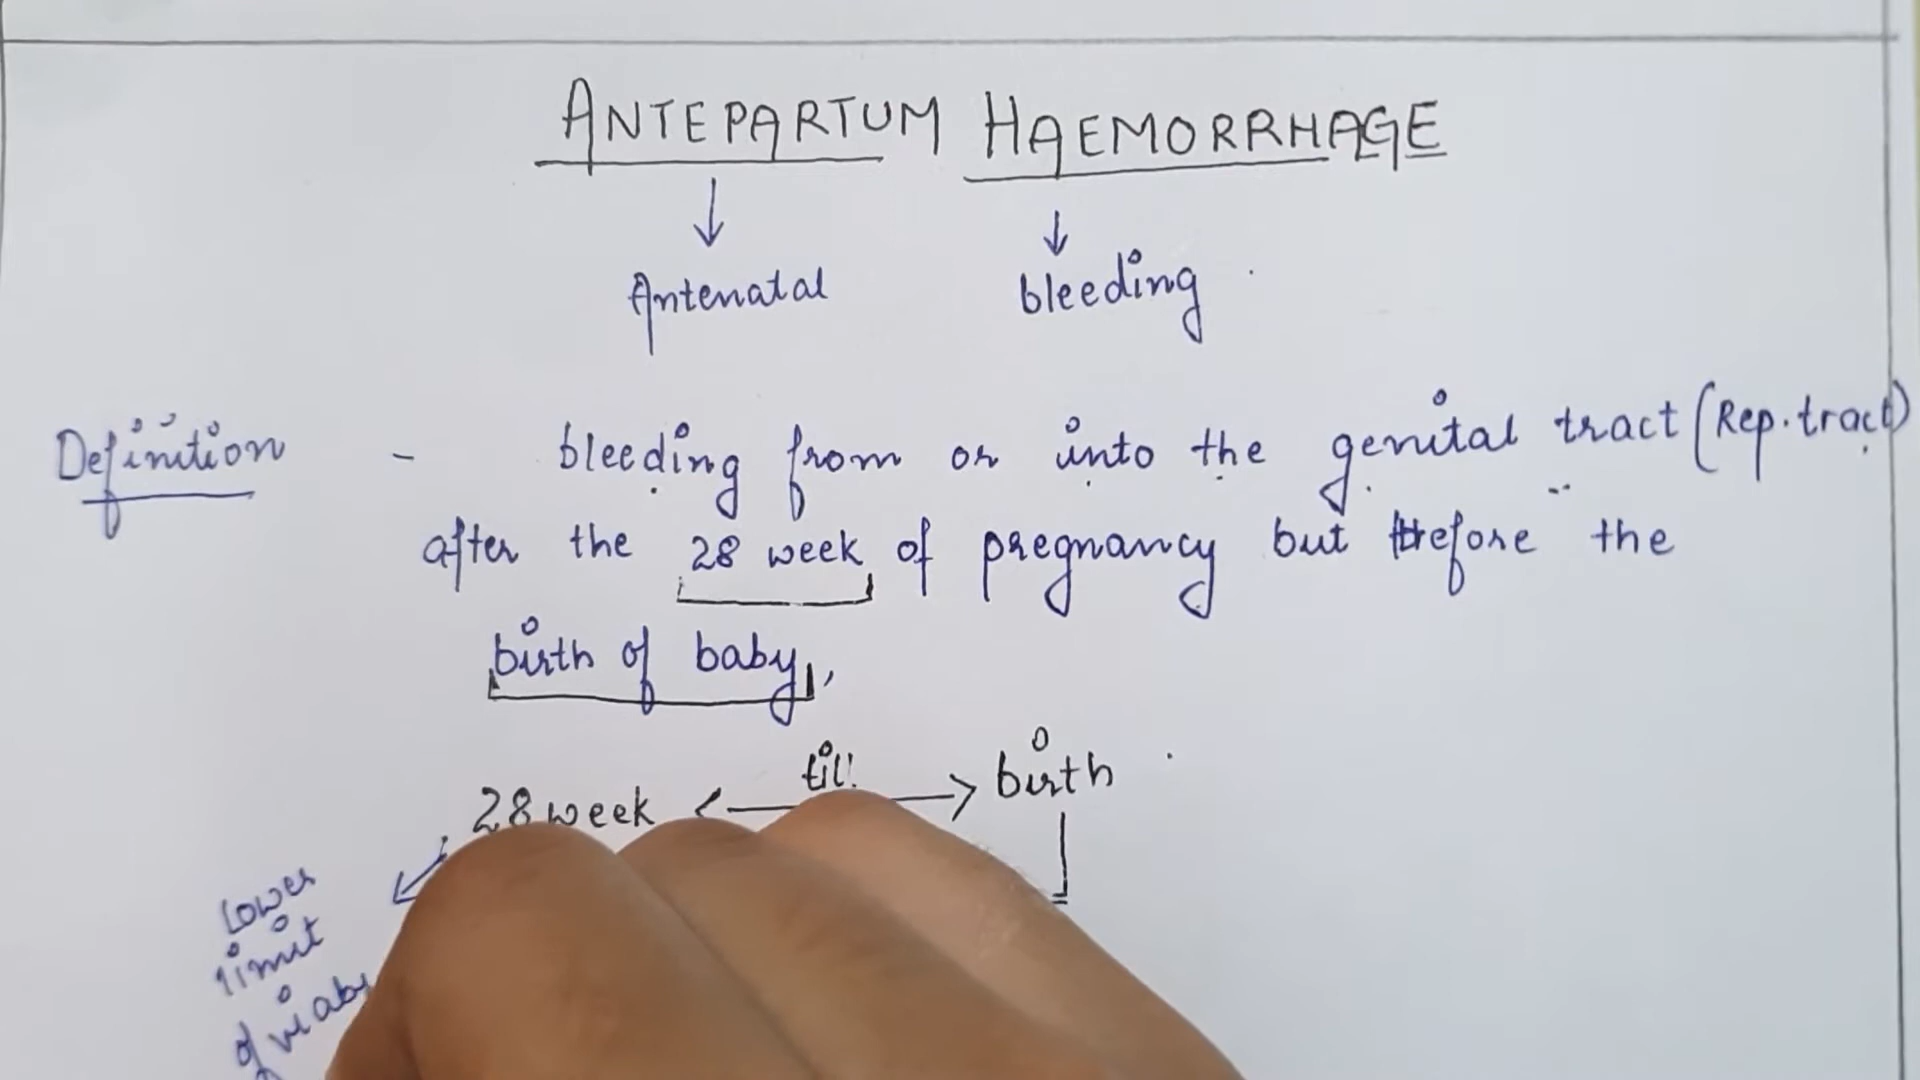 ANTEPARTUM HAEMORRHAGE
Antenatal bleeding
Definition - bleeding from or into the genital tract (Rep. tract)
after the 28 week of pregnancy but before the
birth of baby,
28 week till birth
Lower
limit
of